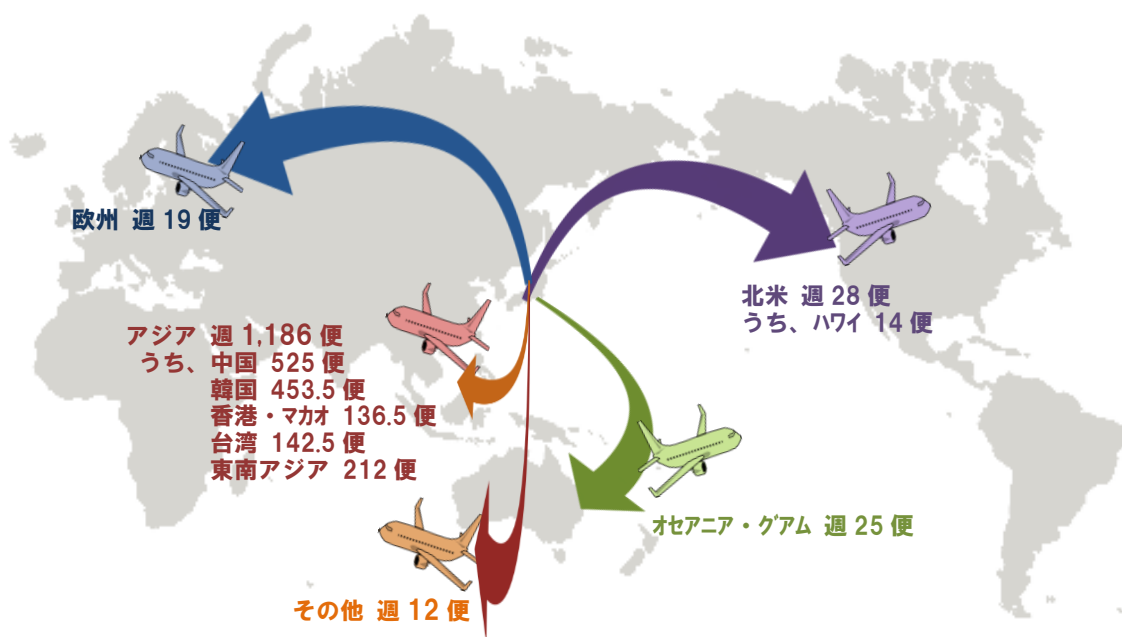 欧州 週 19 便
北米 週 28 便
うち、ハワイ 14 便
アジア 週 1,186 便
うち、中国 525 便
韓国 453.5 便
香港・マカオ 136.5 便
台湾 142.5 便
東南アジア 212 便
オセアニア・グアム 週 25 便
その他 週 12 便